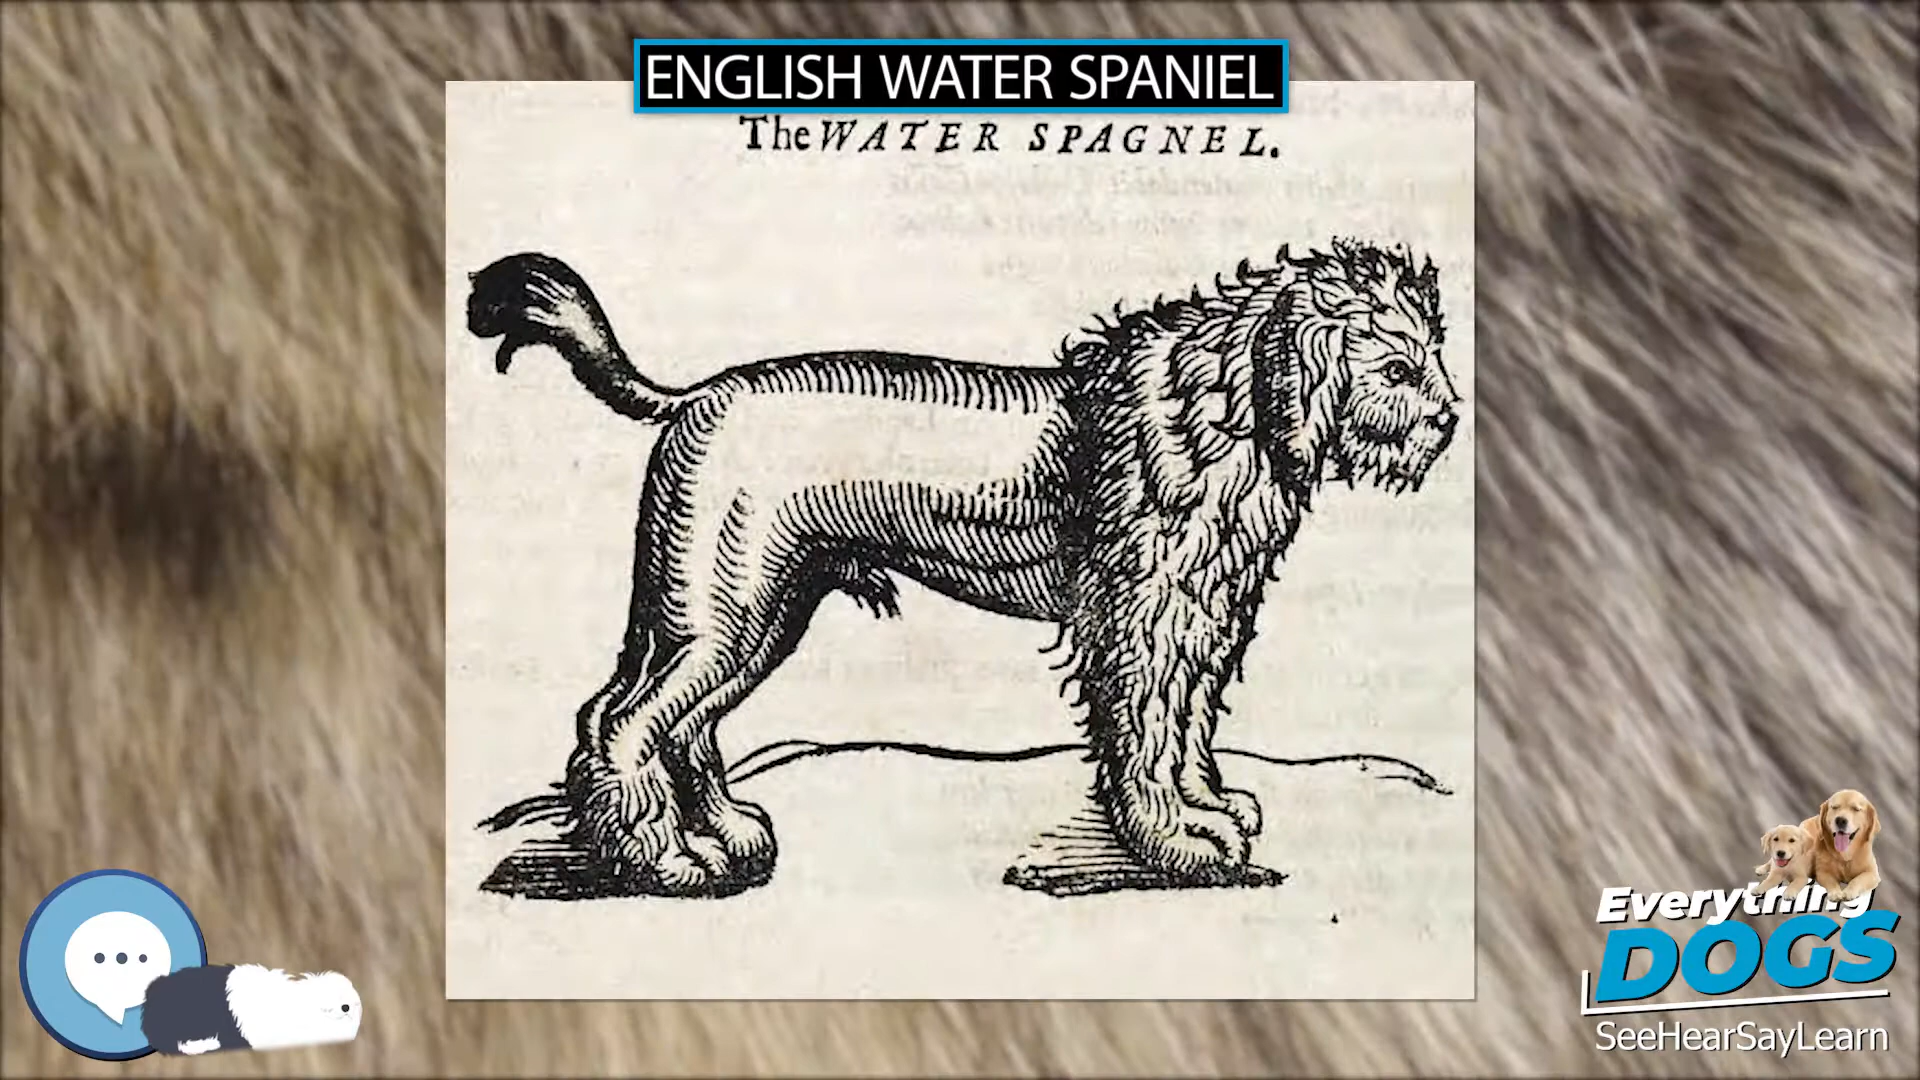 ENGLISH WATER SPANIEL
The WATER SPAGNEL.
Everything
DOGS
SeeHearSayLearn